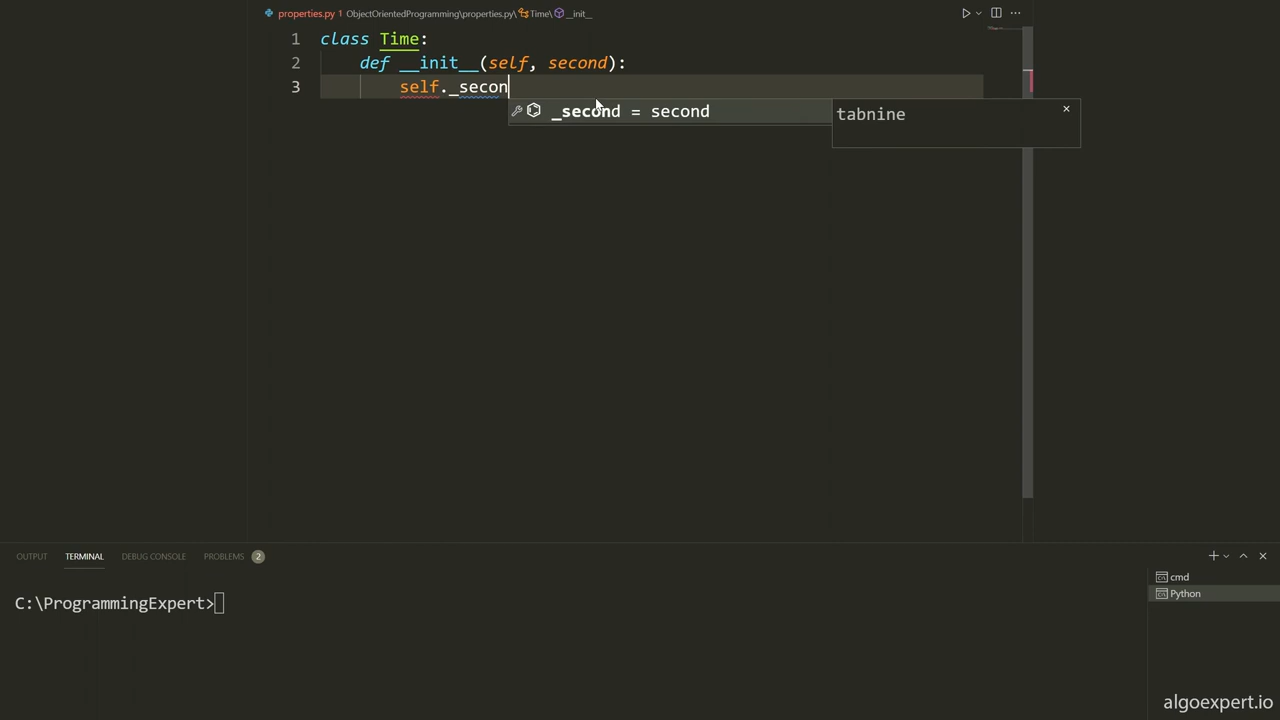 properties.py 1 ObjectOrientedProgramming\properties.py\Time\__init__
1 class Time:
2 def __init__(self, second):
3 self._secon
_second = second
tabnine
OUTPUT TERMINAL DEBUG CONSOLE PROBLEMS 2
C:\ProgrammingExpert>
cmd
Python
algoexpert.io